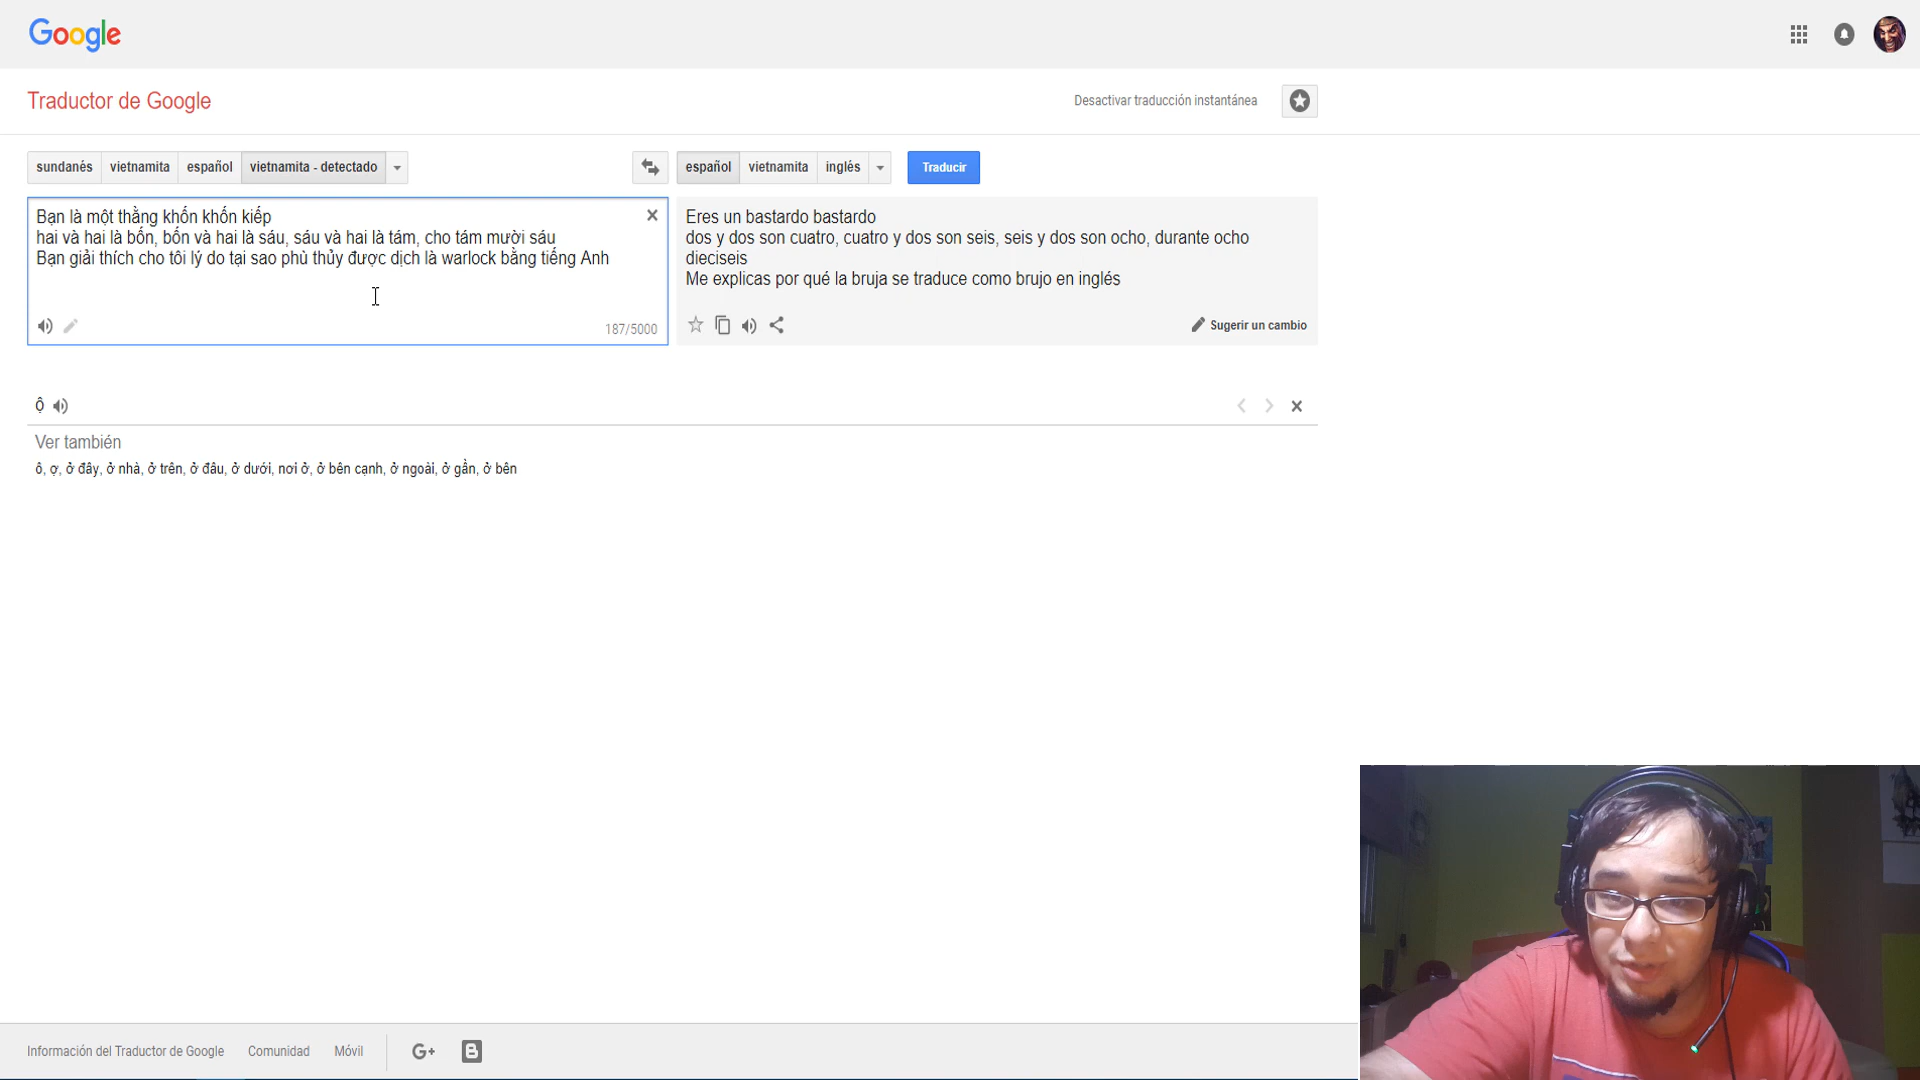 Google
Traductor de Google
Desactivar traducción instantánea
sundanés vietnamita español vietnamita - detectado
español vietnamita inglés Traducir
Bạn là một thằng khốn khốn kiếp
hai và hai là bốn, bốn và hai là sáu, sáu và hai là tám, cho tám mười sáu
Bạn giải thích cho tôi lý do tại sao phù thủy được dịch là warlock bằng tiếng Anh
187/5000
Eres un bastardo bastardo
dos y dos son cuatro, cuatro y dos son seis, seis y dos son ocho, durante ocho
dieciseis
Me explicas por qué la bruja se traduce como brujo en inglés
Sugerir un cambio
Ộ
Ver también
ô, ợ, ở đây, ở nhà, ở trên, ở đâu, ở dưới, nơi ở, ở bên cạnh, ở ngoài, ở gần, ở bên
Información del Traductor de Google Comunidad Móvil G+